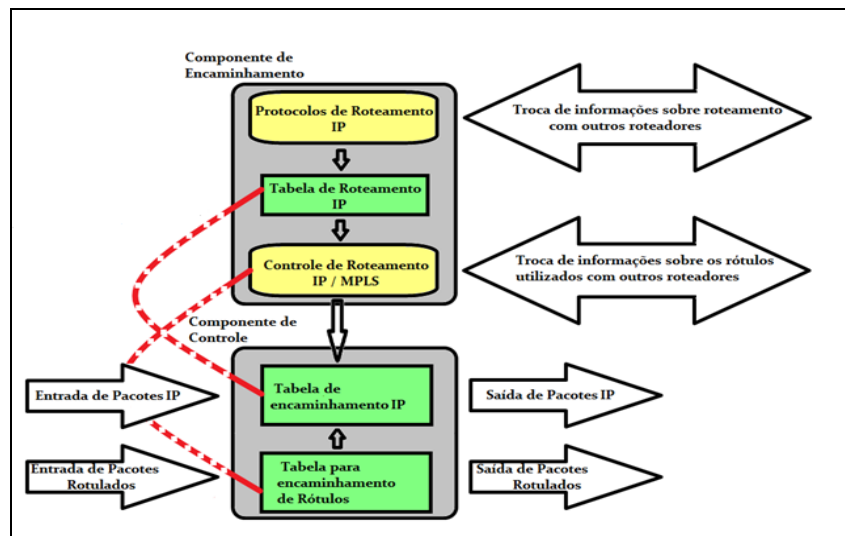 Componente de
Encaminhamento
Protocolos de Roteamento
IP
Troca de informações sobre roteamento
com outros roteadores
Tabela de Roteamento
IP
Controle de Roteamento
IP / MPLS
Troca de informações sobre os rótulos
utilizados com outros roteadores
Componente de
Controle
Entrada de Pacotes IP
Tabela de
encaminhamento IP
Saída de Pacotes IP
Entrada de Pacotes
Rotulados
Tabela para
encaminhamento
de Rótulos
Saída de Pacotes
Rotulados